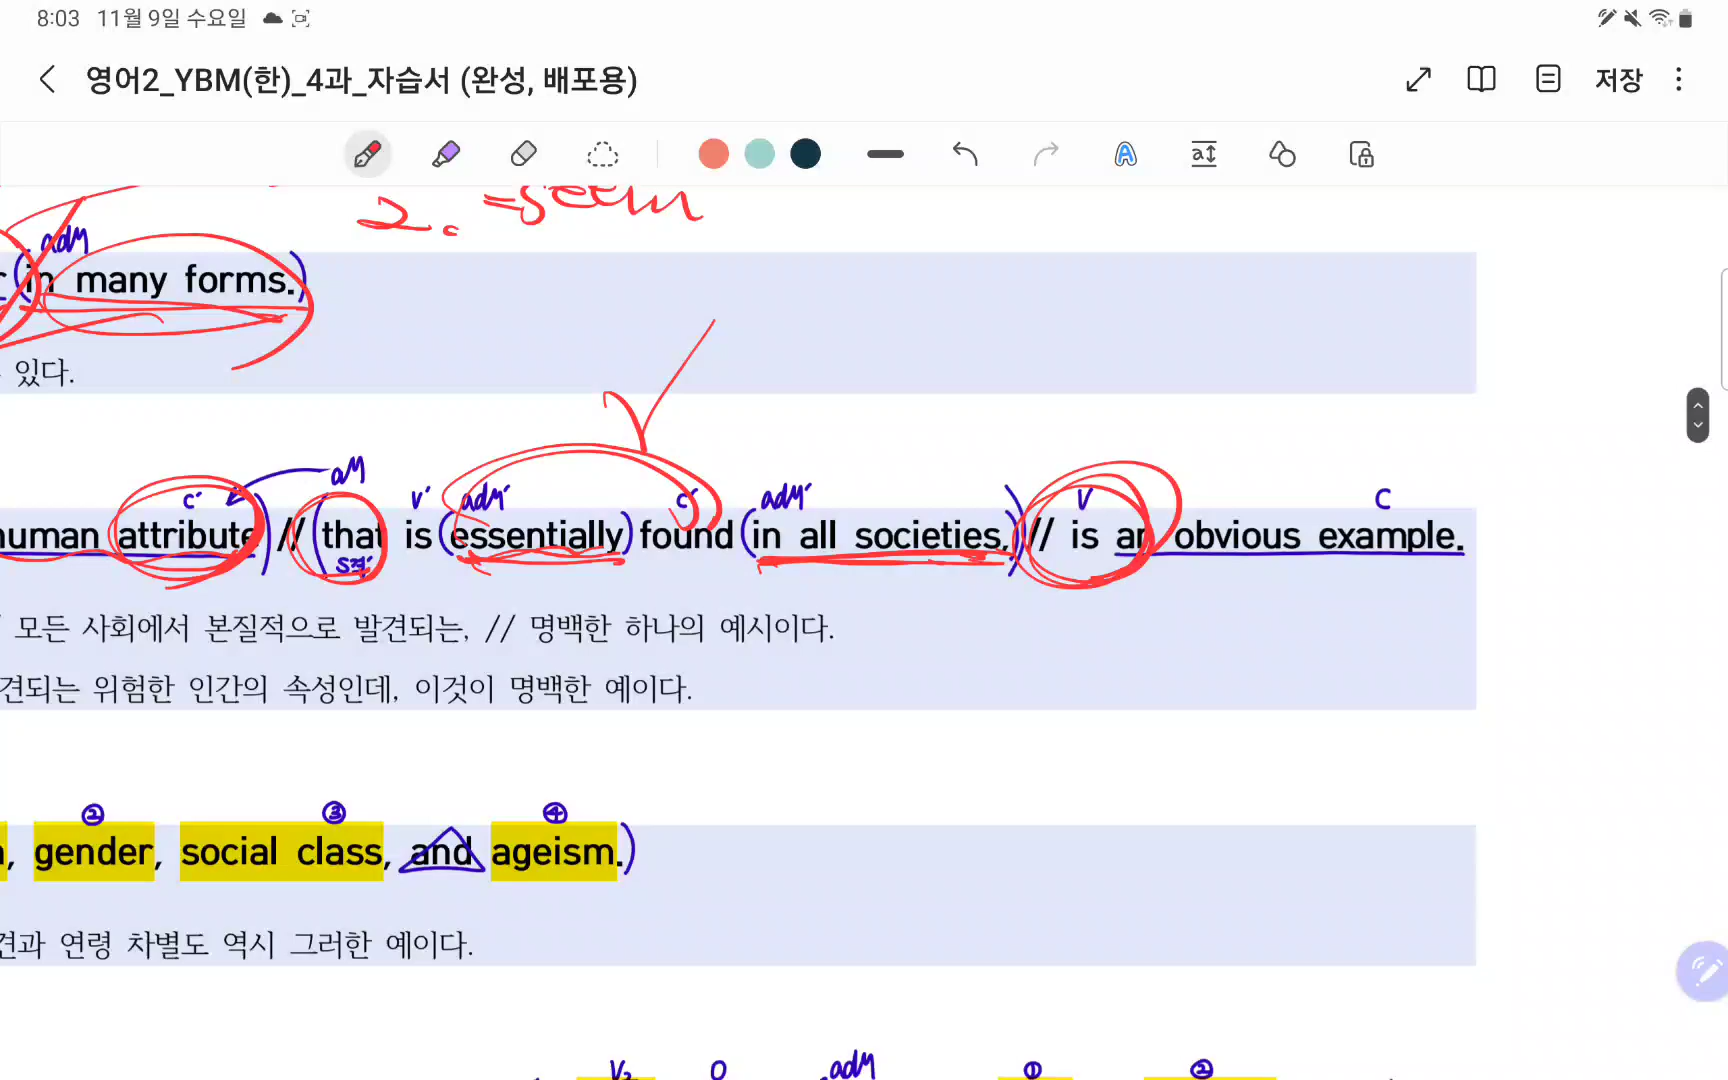 8:03 11월 9일 수요일
영어2_YBM(한)_4과_자습서 (완성, 배포용)
저장
2. =seem
adM
(in many forms.)
있다.
aM
c' v' adM' c' adM' V C
human attribute) // (that is (essentially) found (in all societies,) // is an obvious example.
S격'
모든 사회에서 본질적으로 발견되는, // 명백한 하나의 예시이다.
견되는 위험한 인간의 속성인데, 이것이 명백한 예이다.
② ③ ④
, gender, social class, and ageism.)
견과 연령 차별도 역시 그러한 예이다.
V₂ O adM ① ②